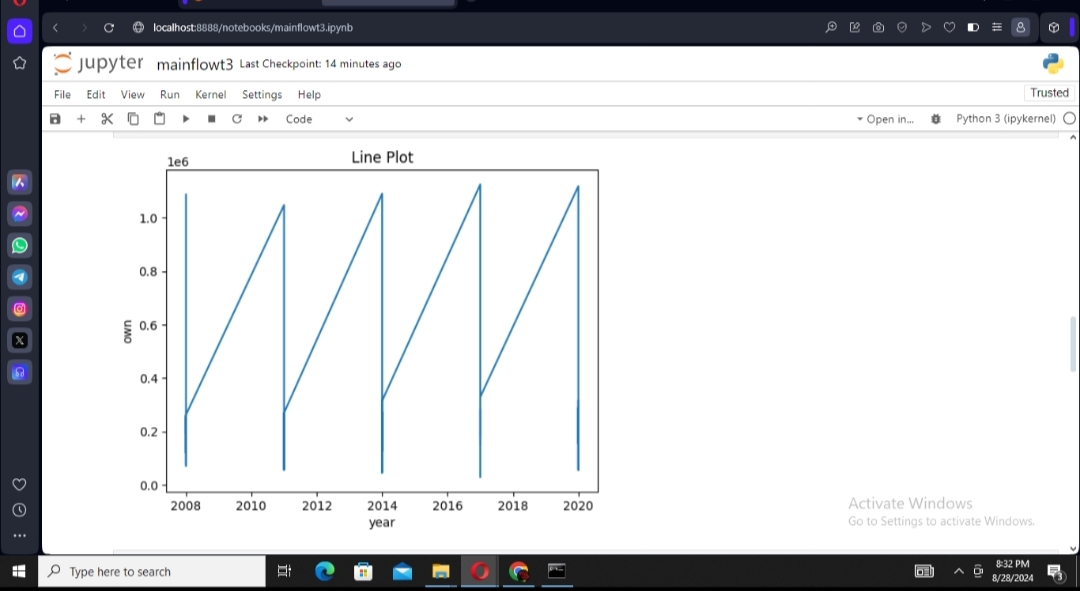 localhost:8888/notebooks/mainflowt3.ipynb
jupyter mainflowt3 Last Checkpoint: 14 minutes ago
File Edit View Run Kernel Settings Help
Trusted
Code
Open in...
Python 3 (ipykernel)
1e6
Line Plot
1.0
0.8
0.6
0.4
0.2
0.0
own
2008 2010 2012 2014 2016 2018 2020
year
Activate Windows
Go to Settings to activate Windows.
Type here to search
8:32 PM
8/28/2024
3